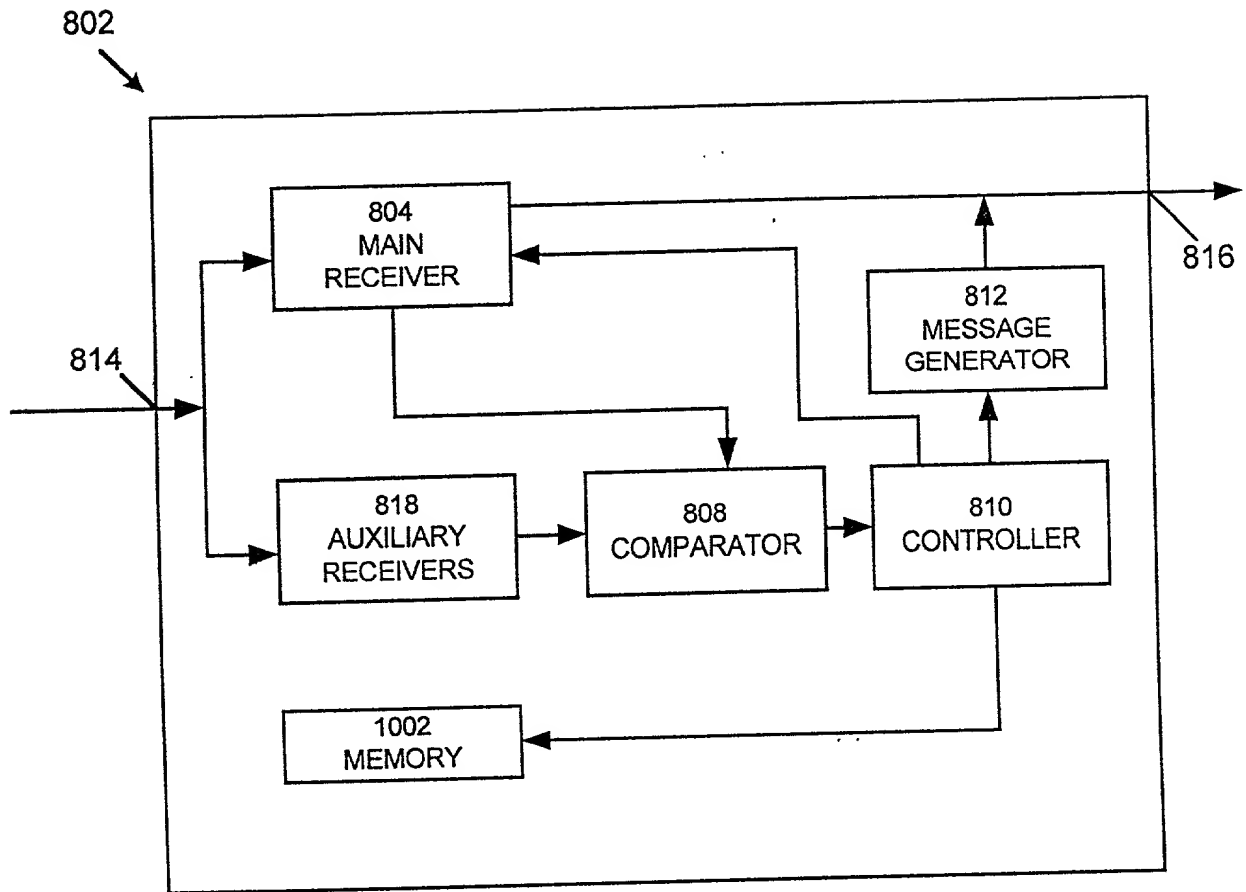 802
804
MAIN
RECEIVER
816
812
MESSAGE
GENERATOR
814
818
AUXILIARY
RECEIVERS
808
COMPARATOR
810
CONTROLLER
1002
MEMORY